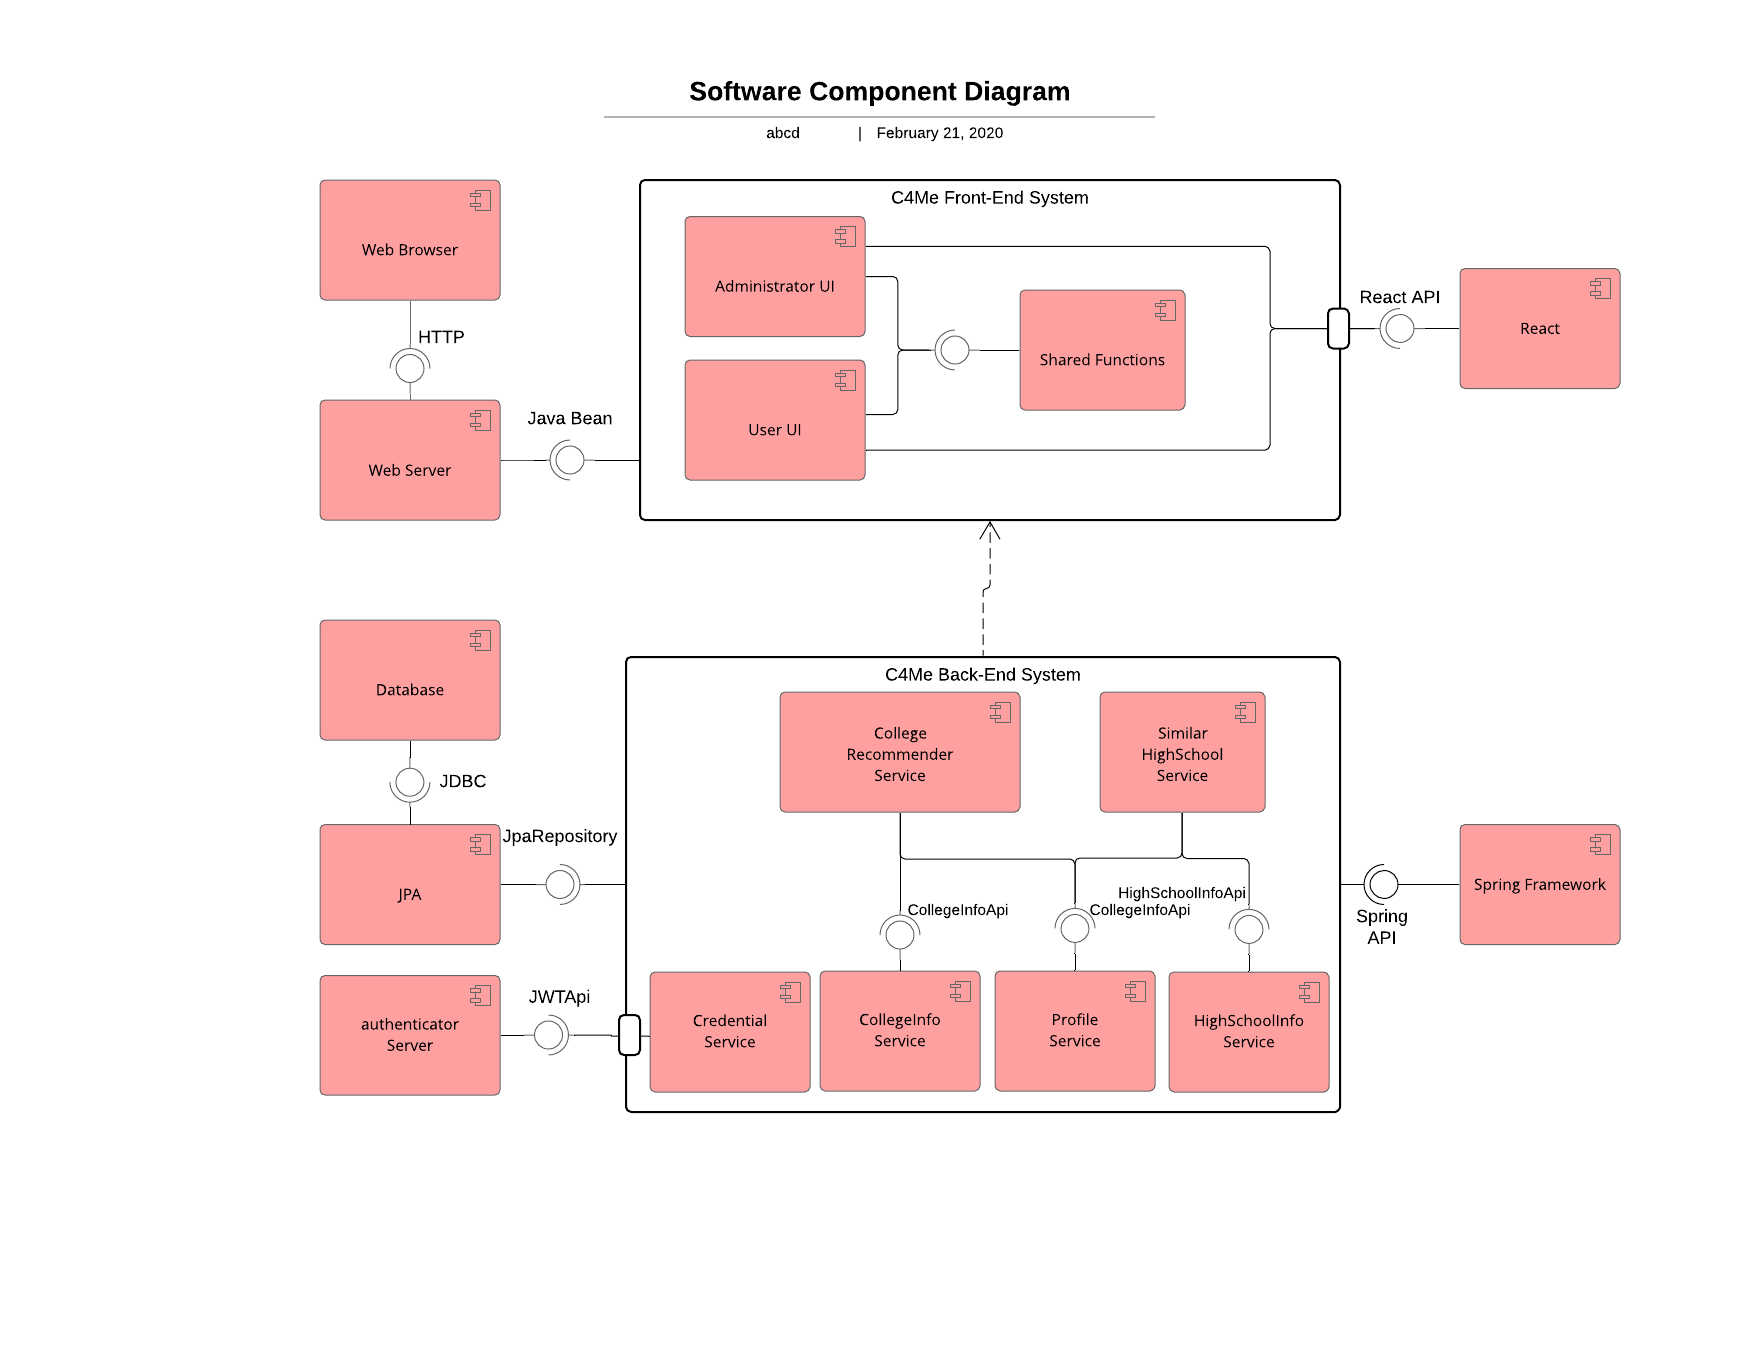 Software Component Diagram
abcd | February 21, 2020
Web Browser
HTTP
Web Server
Java Bean
C4Me Front-End System
Administrator UI
User UI
Shared Functions
React API
React
Database
JDBC
JPA
JpaRepository
authenticator
Server
JWTApi
C4Me Back-End System
College
Recommender
Service
Similar
HighSchool
Service
CollegeInfoApi
HighSchoolInfoApi
CollegeInfoApi
Credential
Service
CollegeInfo
Service
Profile
Service
HighSchoolInfo
Service
Spring
API
Spring Framework